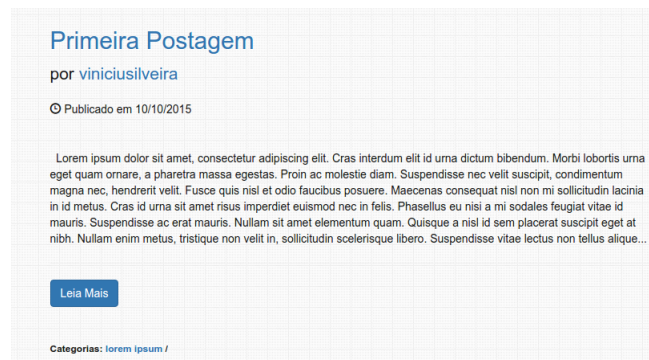 Primeira Postagem
por viniciusilveira
Publicado em 10/10/2015
Lorem ipsum dolor sit amet, consectetur adipiscing elit. Cras interdum elit id urna dictum bibendum. Morbi lobortis urna
eget quam ornare, a pharetra massa egestas. Proin ac molestie diam. Suspendisse nec velit suscipit, condimentum
magna nec, hendrerit velit. Fusce quis nisl et odio faucibus posuere. Maecenas consequat nisl non mi sollicitudin lacinia
in id metus. Cras id urna sit amet risus imperdiet euismod nec in felis. Phasellus eu nisi a mi sodales feugiat vitae id
mauris. Suspendisse ac erat mauris. Nullam sit amet elementum quam. Quisque a nisl id sem placerat suscipit eget at
nibh. Nullam enim metus, tristique non velit in, sollicitudin scelerisque libero. Suspendisse vitae lectus non tellus alique...
Leia Mais
Categorias: lorem ipsum /